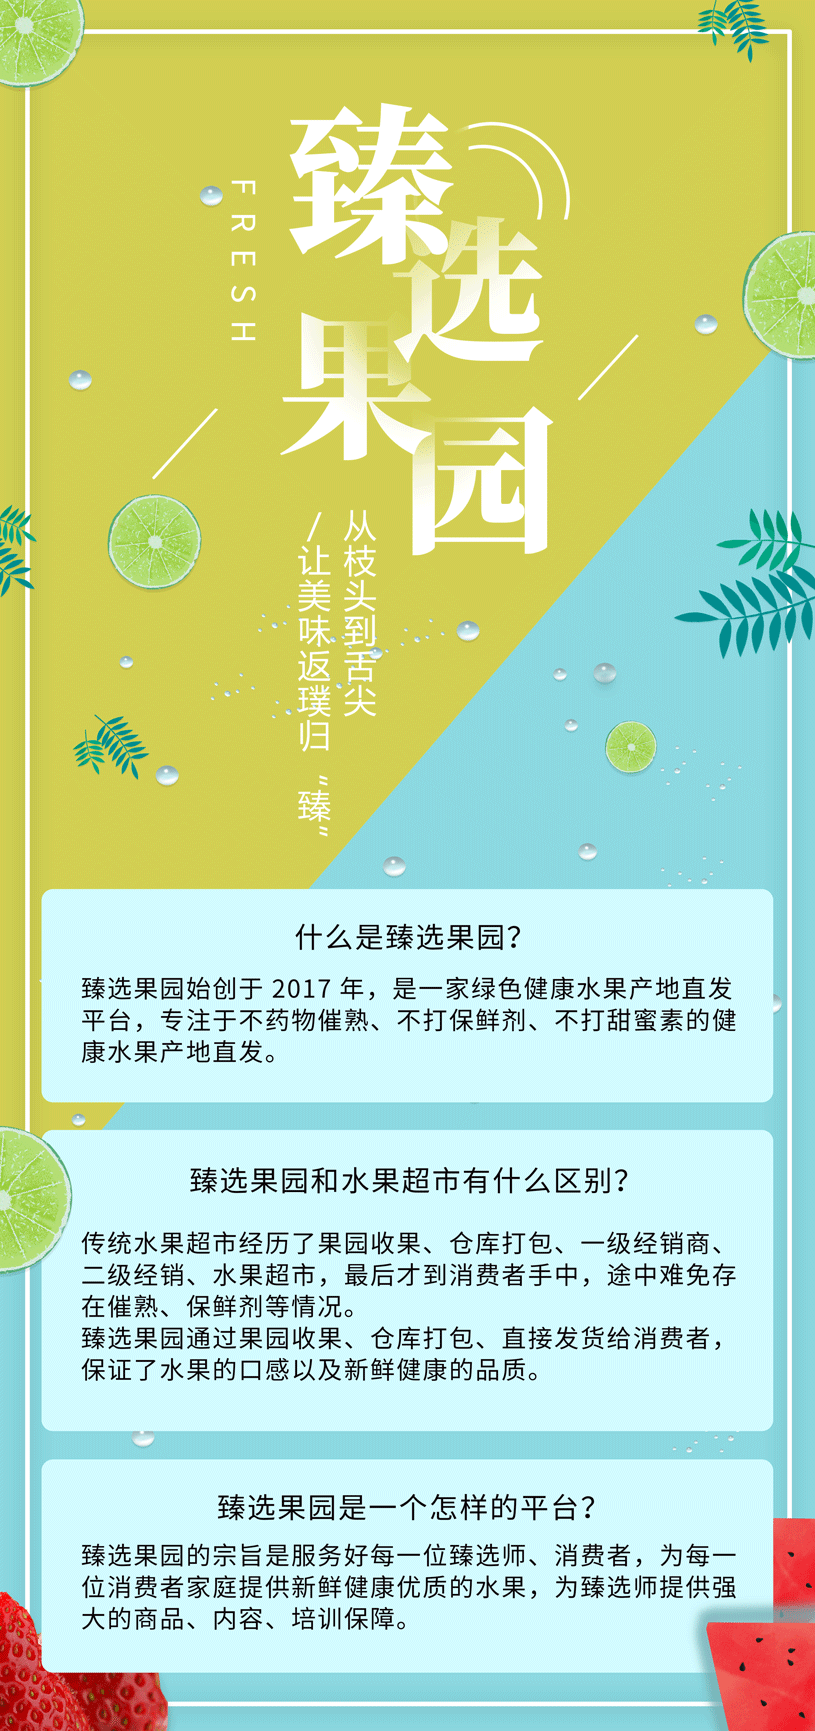 臻选果园
FRESH
从枝头到舌尖
/让美味返璞归“臻”
什么是臻选果园？
臻选果园始创于 2017 年，是一家绿色健康水果产地直发
平台，专注于不药物催熟、不打保鲜剂、不打甜蜜素的健
康水果产地直发。
臻选果园和水果超市有什么区别？
传统水果超市经历了果园收果、仓库打包、一级经销商、
二级经销、水果超市，最后才到消费者手中，途中难免存
在催熟、保鲜剂等情况。
臻选果园通过果园收果、仓库打包、直接发货给消费者，
保证了水果的口感以及新鲜健康的品质。
臻选果园是一个怎样的平台？
臻选果园的宗旨是服务好每一位臻选师、消费者，为每一
位消费者家庭提供新鲜健康优质的水果，为臻选师提供强
大的商品、内容、培训保障。